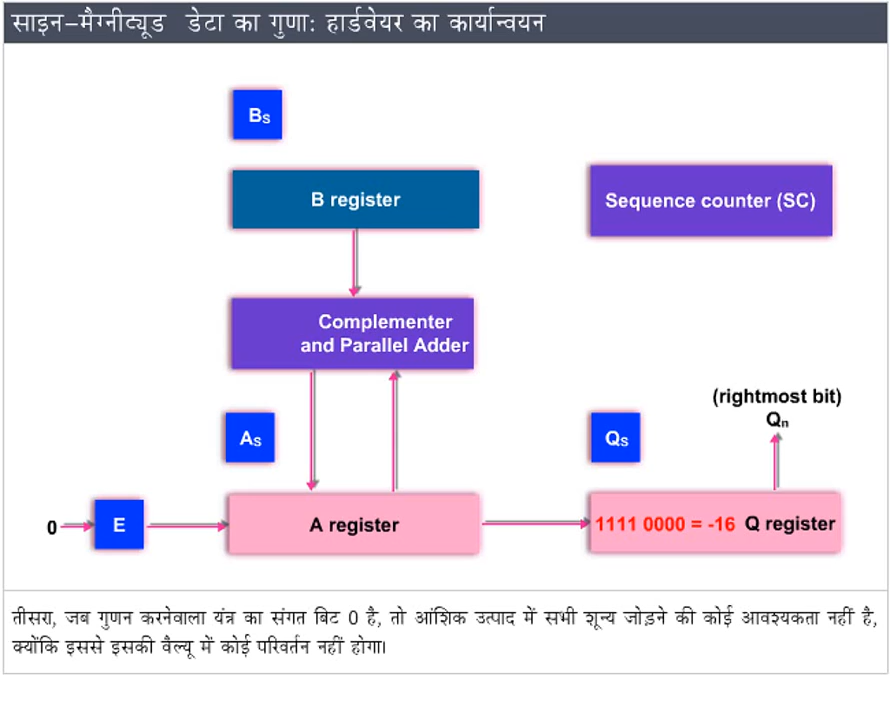 साइन-मैग्नीट्यूड डेटा का गुणाः हार्डवेयर का कार्यान्वयन
Bs
B register
Sequence counter (SC)
Complementer
and Parallel Adder
(rightmost bit)
Qn
As
Qs
0
E
A register
1111 0000 = -16 Q register
तीसरा, जब गुणन करनेवाला यंत्र का संगत बिट 0 है, तो आंशिक उत्पाद में सभी शून्य जोड़ने की कोई आवश्यकता नहीं है,
क्योंकि इससे इसकी वैल्यू में कोई परिवर्तन नहीं होगा।